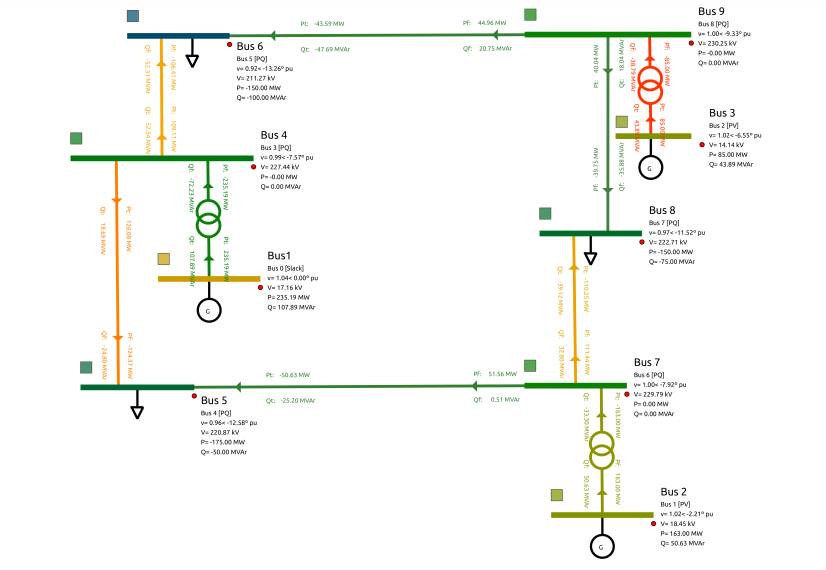 Pt: -43.59 MW
Pf: 44.96 MW
Qt: -47.69 MVAr
Qf: 20.75 MVAr
Bus 9
Bus 8 [PQ]
v= 1.00< -9.33º pu
V= 230.25 kV
P= -0.00 MW
Q= 0.00 MVAr
Bus 6
Bus 5 [PQ]
v= 0.92< -13.26º pu
V= 211.27 kV
P= -150.00 MW
Q= -100.00 MVAr
Pf: -106.41 MW
Qf: -52.31 MVAr
Pt: 109.11 MW
Qt: 52.54 MVAr
Pt: 40.04 MW
Qt: 18.04 MVAr
Pf: -39.75 MW
Qf: -35.88 MVAr
Pf: -85.00 MW
Qf: -38.79 MVAr
Pt: 85.00 MW
Qt: 43.89 MVAr
Bus 3
Bus 2 [PV]
v= 1.02< -6.55º pu
V= 14.14 kV
P= 85.00 MW
Q= 43.89 MVAr
G
Bus 4
Bus 3 [PQ]
v= 0.99< -7.57º pu
V= 227.44 kV
P= -0.00 MW
Q= 0.00 MVAr
Pf: -235.19 MW
Qf: -72.23 MVAr
Pt: 235.19 MW
Qt: 107.89 MVAr
Bus1
Bus 0 [Slack]
v= 1.04< 0.00º pu
V= 17.16 kV
P= 235.19 MW
Q= 107.89 MVAr
G
Pt: 126.08 MW
Qt: 19.69 MVAr
Pf: -124.37 MW
Qf: -24.80 MVAr
Bus 8
Bus 7 [PQ]
v= 0.97< -11.52º pu
V= 222.71 kV
P= -150.00 MW
Q= -75.00 MVAr
Pt: -110.25 MW
Qt: -39.12 MVAr
Pf: 111.44 MW
Qf: 32.80 MVAr
Pt: -50.63 MW
Pf: 51.56 MW
Qt: -25.20 MVAr
Qf: 0.51 MVAr
Bus 7
Bus 6 [PQ]
v= 1.00< -7.92º pu
V= 229.79 kV
P= 0.00 MW
Q= 0.00 MVAr
Bus 5
Bus 4 [PQ]
v= 0.96< -12.58º pu
V= 220.87 kV
P= -175.00 MW
Q= -50.00 MVAr
Pt: -163.00 MW
Qt: -33.30 MVAr
Pf: 163.00 MW
Qf: 50.63 MVAr
Bus 2
Bus 1 [PV]
v= 1.02< -2.21º pu
V= 18.45 kV
P= 163.00 MW
Q= 50.63 MVAr
G